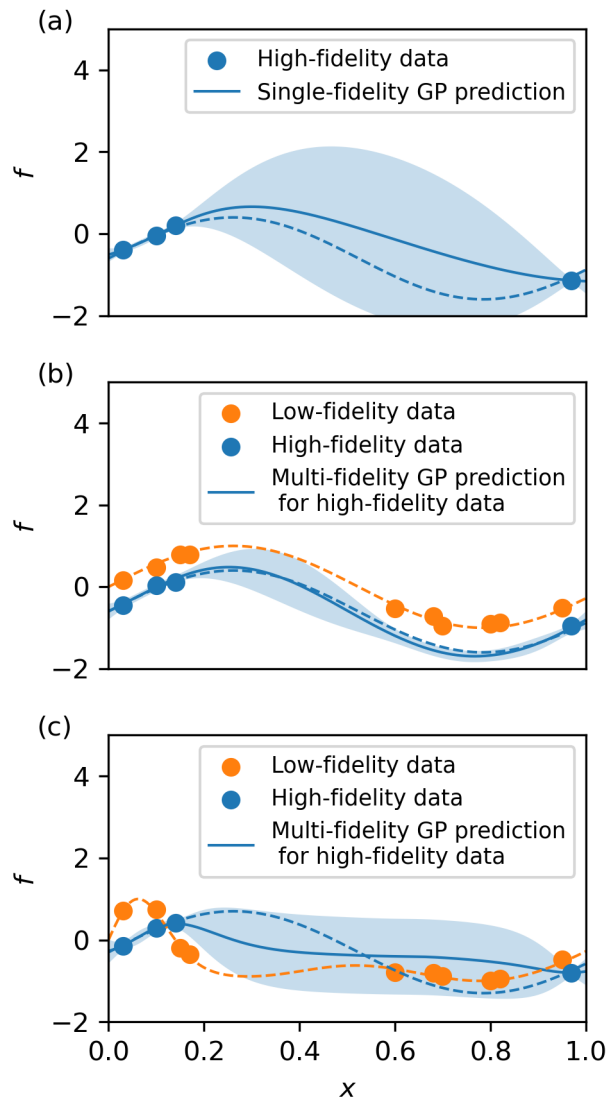 (a)
High-fidelity data
Single-fidelity GP prediction
4
2
0
−2
f
(b)
Low-fidelity data
High-fidelity data
Multi-fidelity GP prediction
for high-fidelity data
4
2
0
−2
f
(c)
Low-fidelity data
High-fidelity data
Multi-fidelity GP prediction
for high-fidelity data
4
2
0
−2
f
0.0 0.2 0.4 0.6 0.8 1.0
x